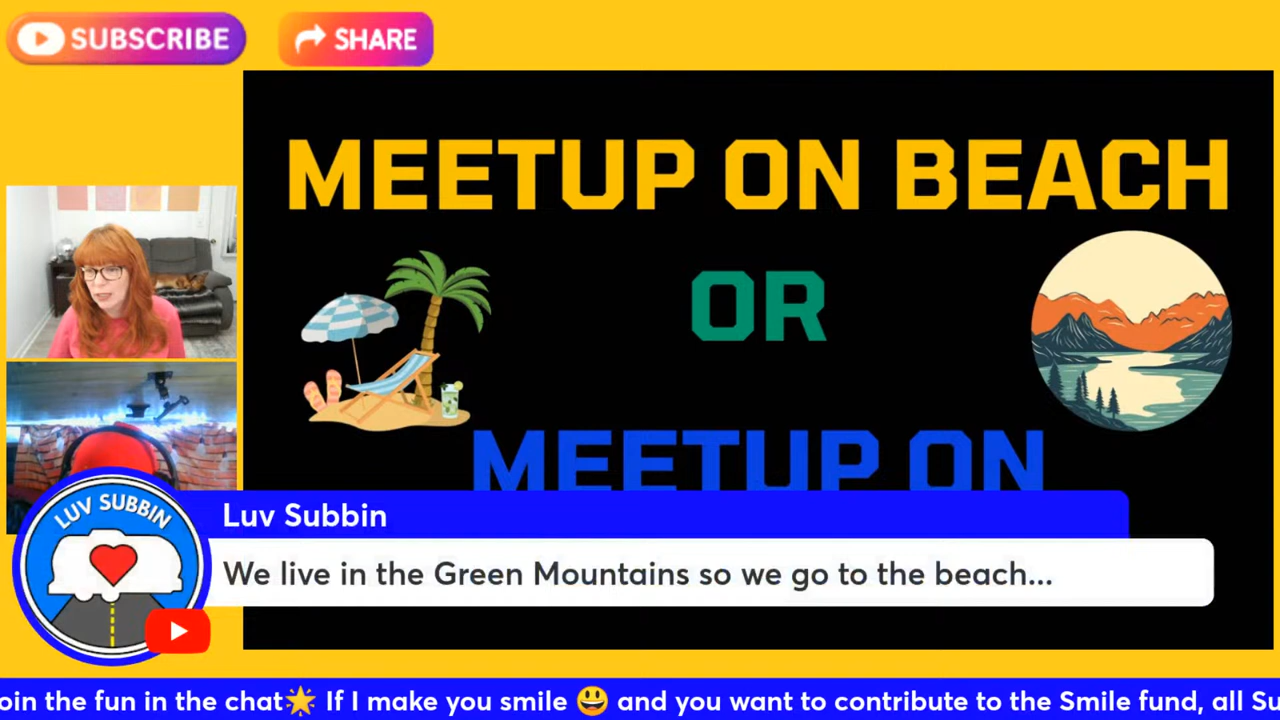 SUBSCRIBE
SHARE
MEETUP ON BEACH
OR
MEETUP ON
LUV SUBBIN
Luv Subbin
We live in the Green Mountains so we go to the beach...
oin the fun in the chat🌟 If I make you smile 😃 and you want to contribute to the Smile fund, all Su